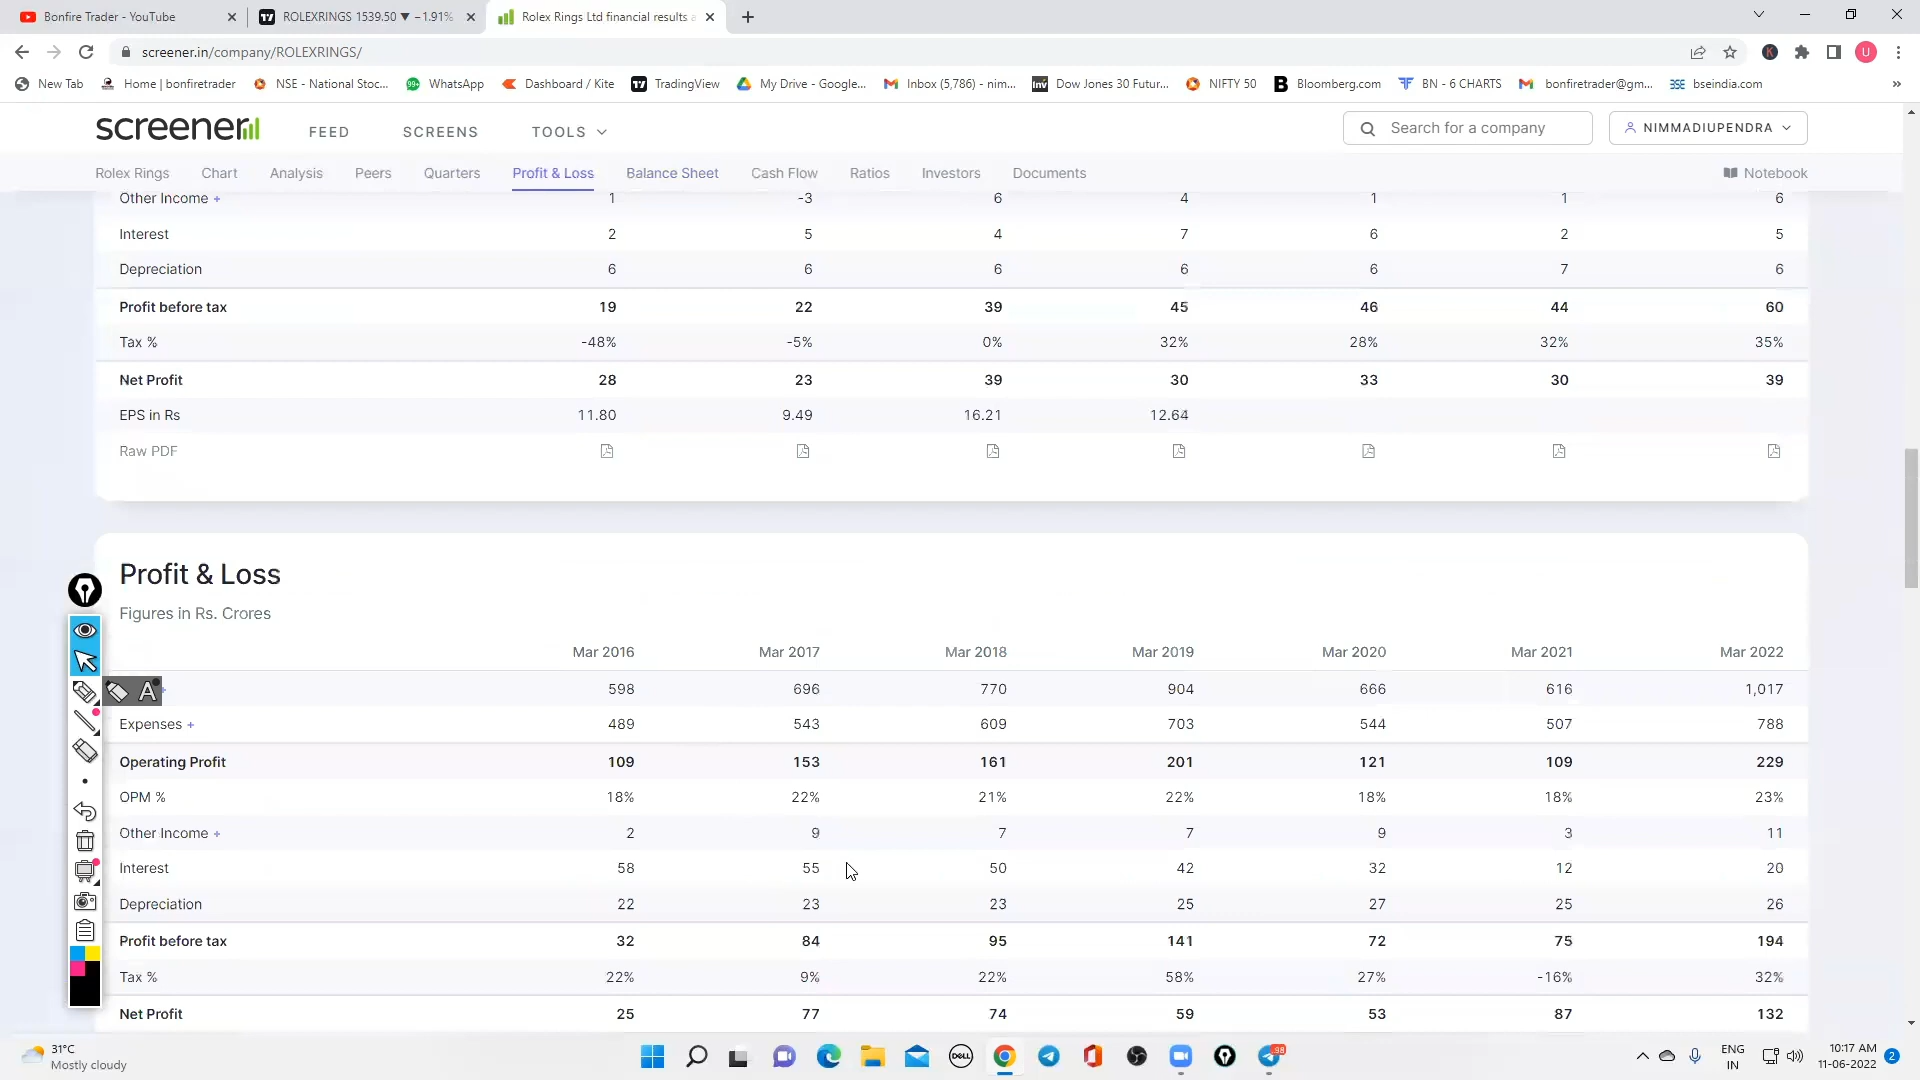 Bonfire Trader - YouTube
ROLEXRINGS 1539.50 ▼ −1.91%
Rolex Rings Ltd financial results a
screener.in/company/ROLEXRINGS/
K
U
New Tab
Home | bonfiretrader
NSE - National Stoc...
99+
WhatsApp
Dashboard / Kite
TradingView
My Drive - Google...
Inbox (5,786) - nim...
Inv
Dow Jones 30 Futur...
NIFTY 50
B
Bloomberg.com
BN - 6 CHARTS
bonfiretrader@gm...
bseindia.com
»
screener
FEED
SCREENS
TOOLS
Search for a company
NIMMADIUPENDRA
Rolex Rings Chart Analysis Peers Quarters Profit & Loss Balance Sheet Cash Flow Ratios Investors Documents Notebook
Other Income + 1 -3 6 4 1 1 6
Interest 2 5 4 7 6 2 5
Depreciation 6 6 6 6 6 7 6
Profit before tax 19 22 39 45 46 44 60
Tax % -48% -5% 0% 32% 28% 32% 35%
Net Profit 28 23 39 30 33 30 39
EPS in Rs 11.80 9.49 16.21 12.64
Raw PDF
Profit & Loss
Figures in Rs. Crores
Mar 2016 Mar 2017 Mar 2018 Mar 2019 Mar 2020 Mar 2021 Mar 2022
A + 598 696 770 904 666 616 1,017
Expenses + 489 543 609 703 544 507 788
Operating Profit 109 153 161 201 121 109 229
OPM % 18% 22% 21% 22% 18% 18% 23%
Other Income + 2 9 7 7 9 3 11
Interest 58 55 50 42 32 12 20
Depreciation 22 23 23 25 27 25 26
Profit before tax 32 84 95 141 72 75 194
Tax % 22% 9% 22% 58% 27% -16% 32%
Net Profit 25 77 74 59 53 87 132
31°C
Mostly cloudy
DELL
98
ENG
IN
10:17 AM
11-06-2022
2